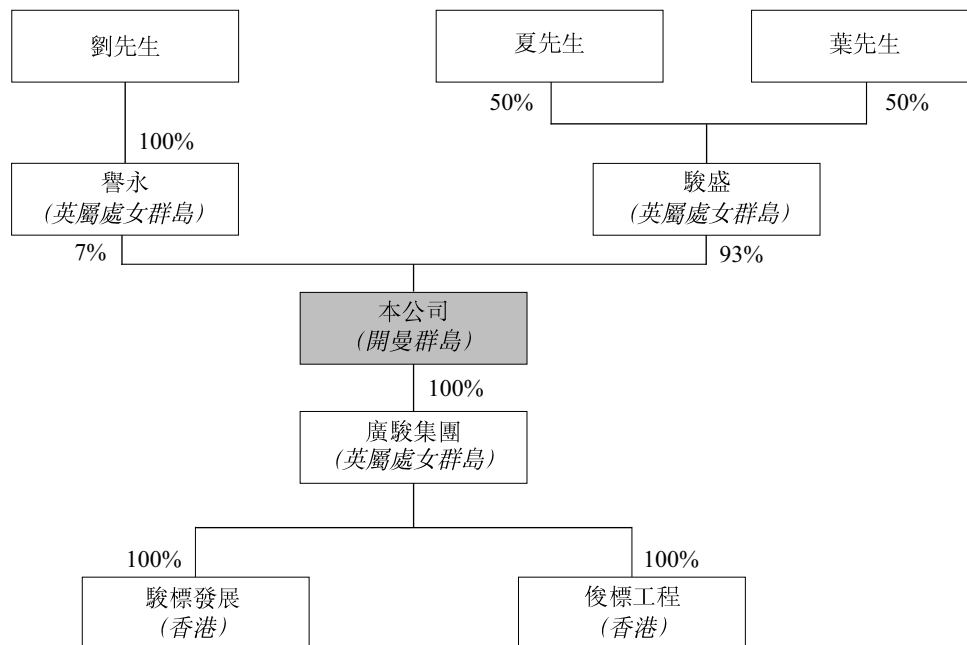 劉先生
夏先生
葉先生
50%
50%
100%
譽永
(英屬處女群島)
駿盛
(英屬處女群島)
7%
93%
本公司
(開曼群島)
100%
廣駿集團
(英屬處女群島)
100%
100%
駿標發展
(香港)
俊標工程
(香港)